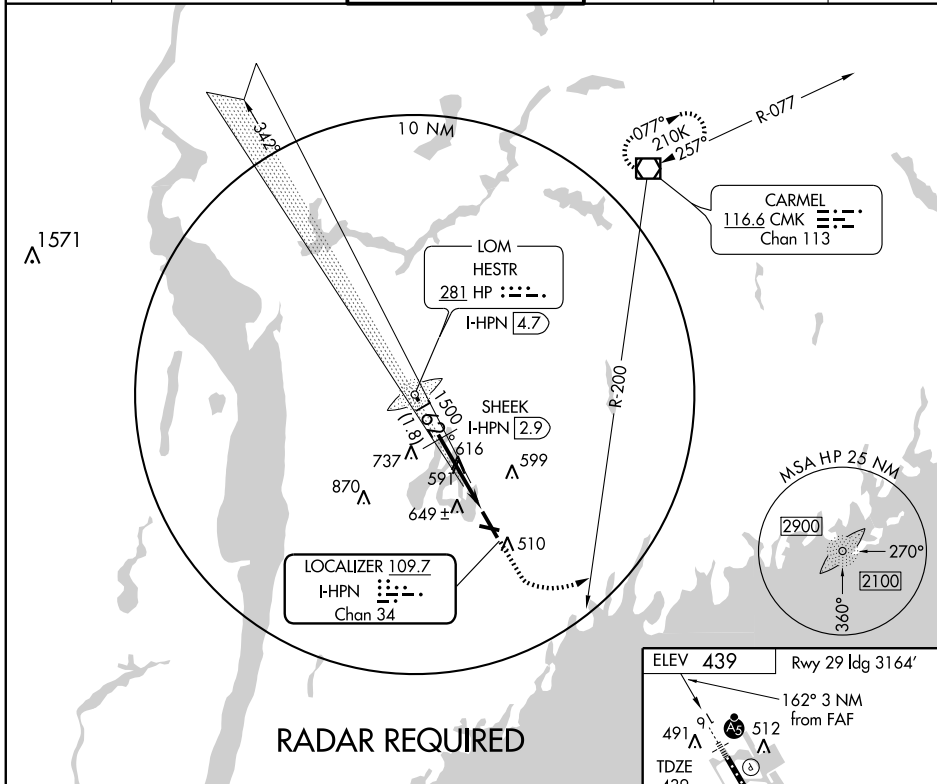 10 NM
342°
1571
077°
210K
257°
R-077
CARMEL
116.6 CMK
Chan 113
LOM
HESTR
281 HP
I-HPN 4.7
R-200
1500
162°
(1.8)
SHEEK
I-HPN 2.9
616
737
591
599
870
649 ±
510
LOCALIZER 109.7
I-HPN
Chan 34
MSA HP 25 NM
2900
270°
2100
360°
RADAR REQUIRED
ELEV 439
Rwy 29 ldg 3164'
162° 3 NM
from FAF
491
16
A5
512
TDZE
439